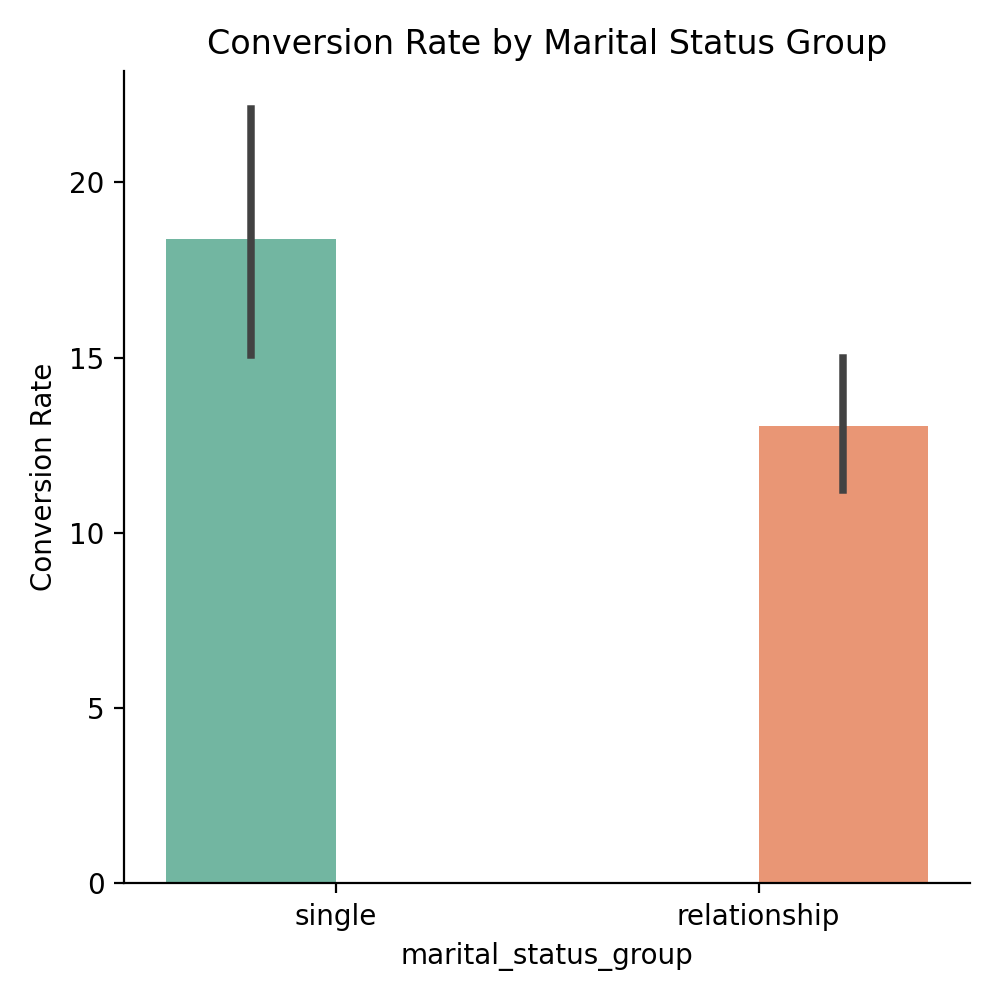 Conversion Rate by Marital Status Group
Conversion Rate
20
15
10
5
0
single
relationship
marital_status_group